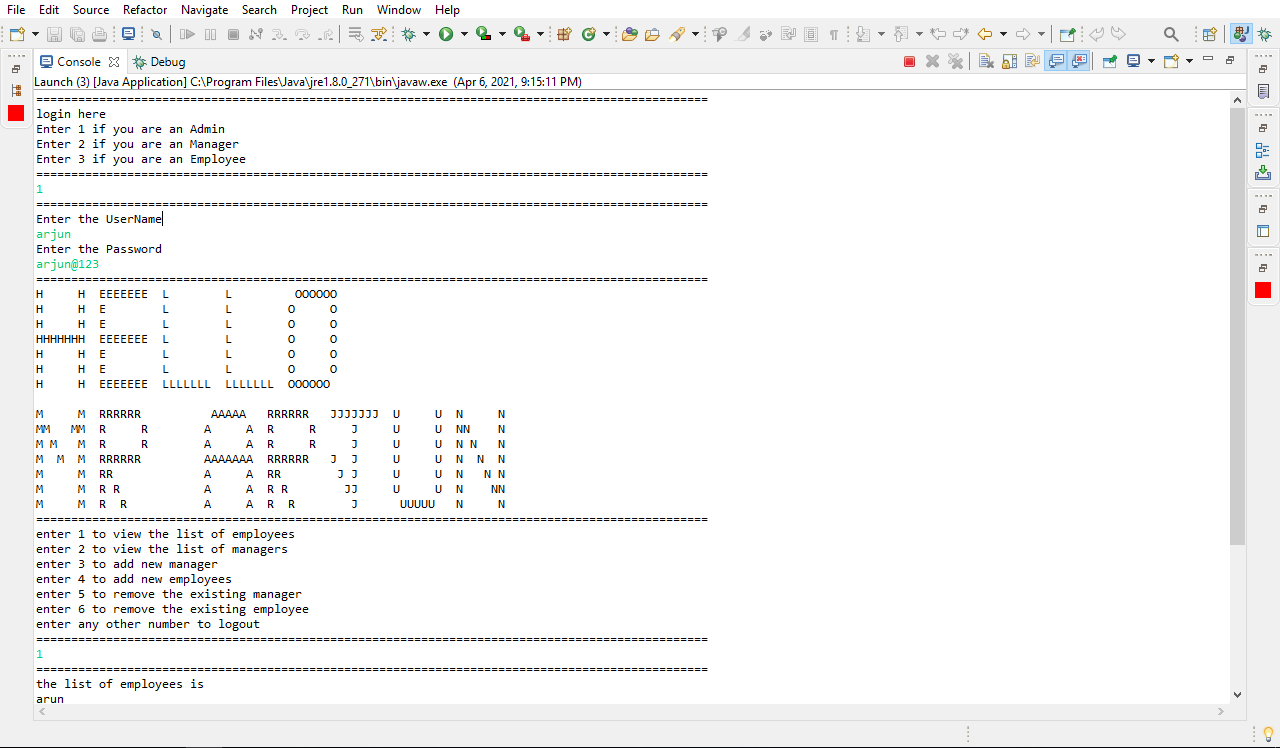 File Edit Source Refactor Navigate Search Project Run Window Help
Console Debug
Launch (3) [Java Application] C:\Program Files\Java\jre1.8.0_271\bin\javaw.exe (Apr 6, 2021, 9:15:11 PM)
================================================================================================
login here
Enter 1 if you are an Admin
Enter 2 if you are an Manager
Enter 3 if you are an Employee
================================================================================================
1
================================================================================================
Enter the UserName
arjun
Enter the Password
arjun@123
================================================================================================
H     H  EEEEEEE  L        L         OOOOOO
H     H  E        L        L        O     O
H     H  E        L        L        O     O
HHHHHHH  EEEEEEE  L        L        O     O
H     H  E        L        L        O     O
H     H  E        L        L        O     O
H     H  EEEEEEE  LLLLLLL  LLLLLLL  OOOOOO

M     M  RRRRRR          AAAAA   RRRRRR   JJJJJJJ  U     U  N     N
MM   MM  R     R        A     A  R     R     J     U     U  NN    N
M M   M  R     R        A     A  R     R     J     U     U  N N   N
M  M  M  RRRRRR         AAAAAAA  RRRRRR   J  J     U     U  N  N  N
M     M  RR             A     A  RR        J J     U     U  N   N N
M     M  R R            A     A  R R        JJ     U     U  N    NN
M     M  R  R           A     A  R  R        J      UUUUU   N     N
================================================================================================
enter 1 to view the list of employees
enter 2 to view the list of managers
enter 3 to add new manager
enter 4 to add new employees
enter 5 to remove the existing manager
enter 6 to remove the existing employee
enter any other number to logout
================================================================================================
1
================================================================================================
the list of employees is
arun